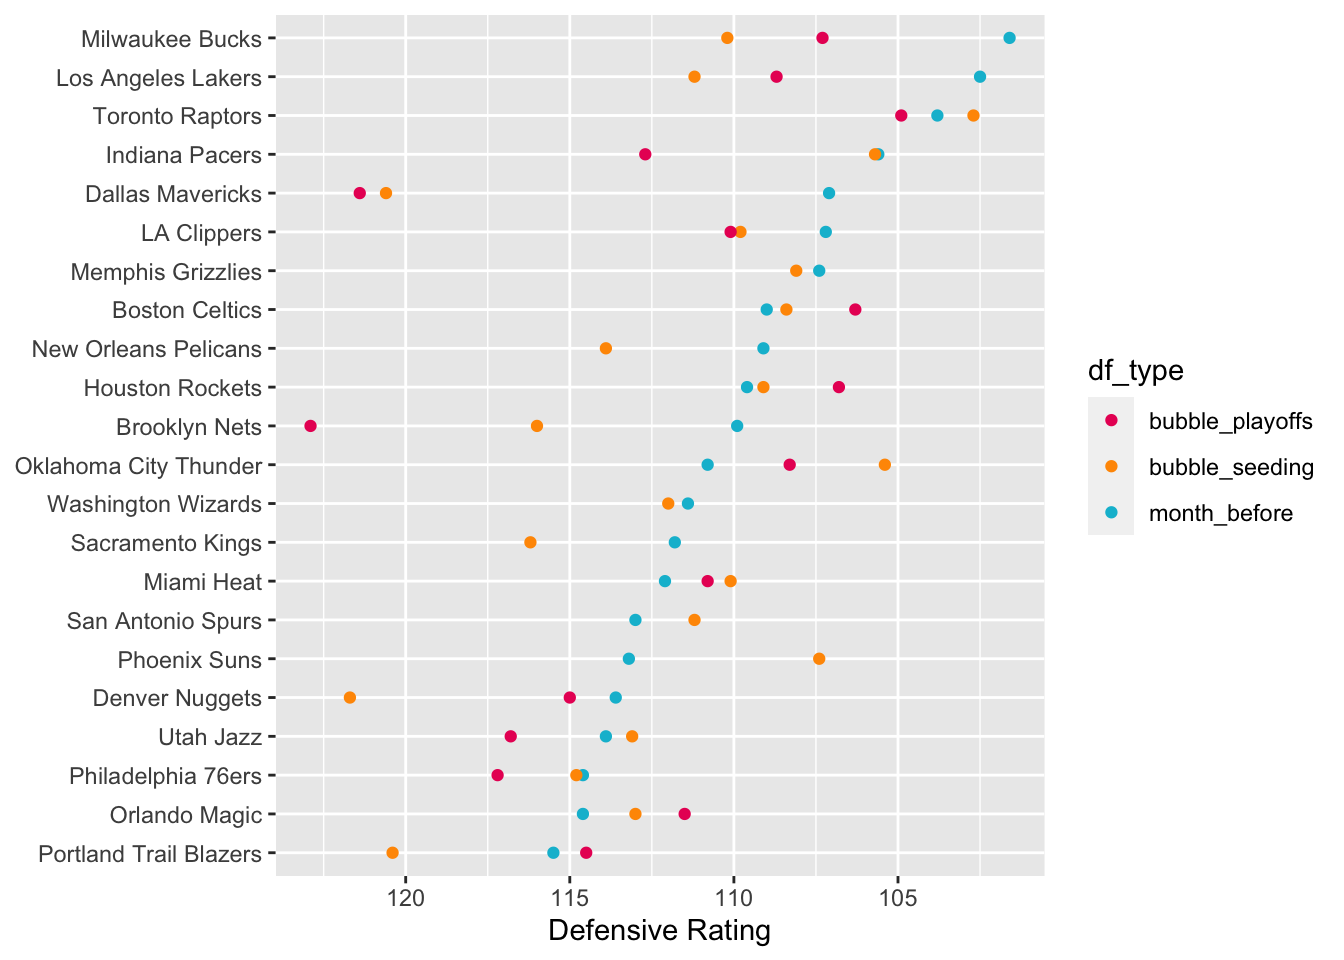 Milwaukee Bucks
Los Angeles Lakers
Toronto Raptors
Indiana Pacers
Dallas Mavericks
LA Clippers
Memphis Grizzlies
Boston Celtics
New Orleans Pelicans
Houston Rockets
Brooklyn Nets
Oklahoma City Thunder
Washington Wizards
Sacramento Kings
Miami Heat
San Antonio Spurs
Phoenix Suns
Denver Nuggets
Utah Jazz
Philadelphia 76ers
Orlando Magic
Portland Trail Blazers
120 115 110 105
Defensive Rating
df_type
bubble_playoffs
bubble_seeding
month_before